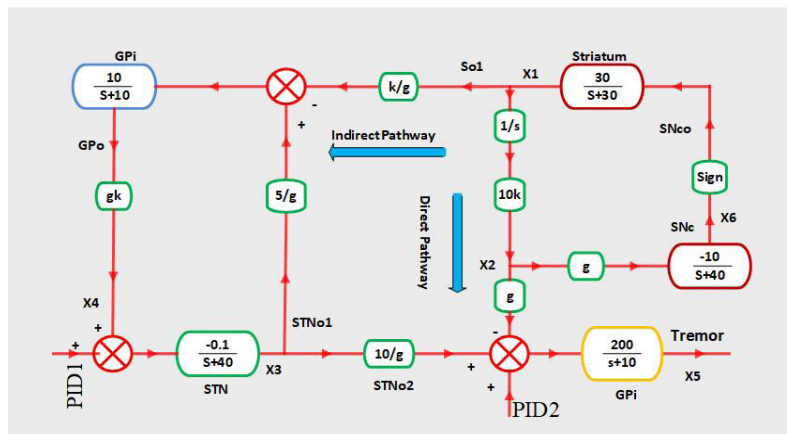 GPi
10
S+10
GPo
gk
X4
+
+
PID1
-0.1
S+40
STN
X3
STNo1
5/g
+
-
k/g
So1
X1
Striatum
30
S+30
SNco
Sign
X6
SNc
-10
S+40
1/s
10k
Indirect Pathway
Direct Pathway
X2
g
g
10/g
STNo2
-
+
+
PID2
200
s+10
GPi
Tremor
X5